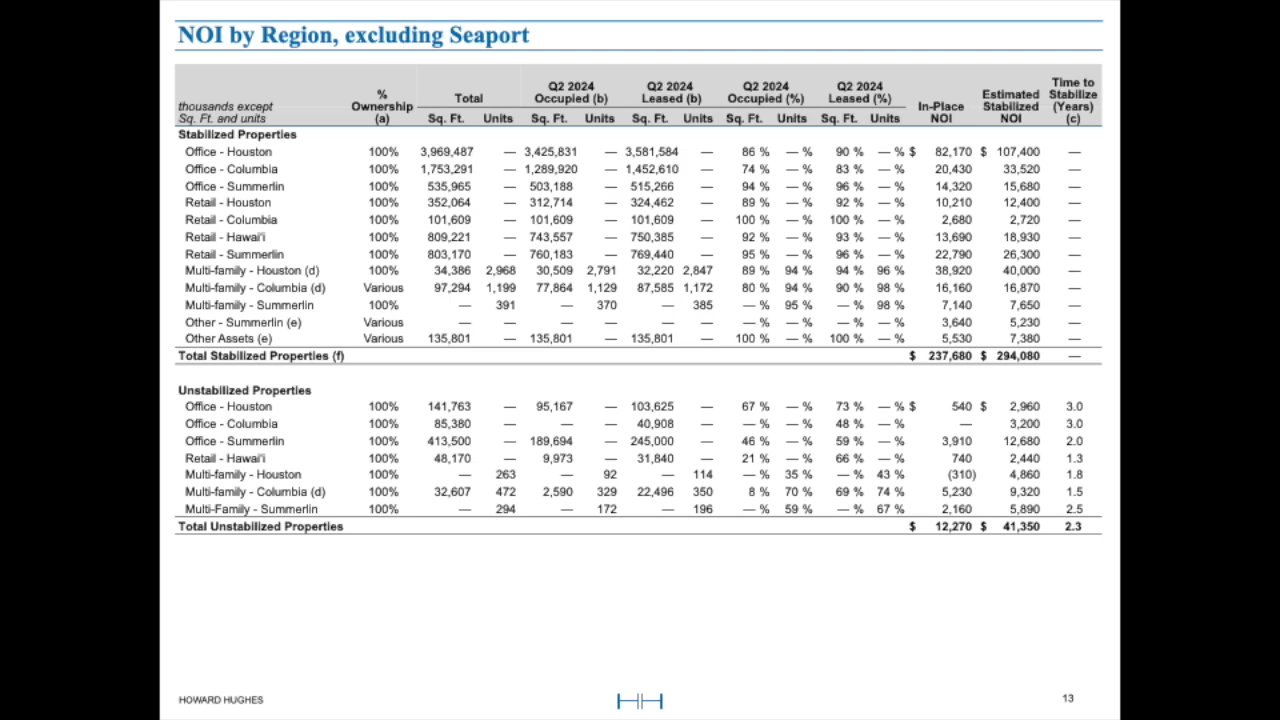 NOI by Region, excluding Seaport
thousands except Sq. Ft. and units % Ownership (a) Total Q2 2024 Occupied (b) Q2 2024 Leased (b) Q2 2024 Occupied (%) Q2 2024 Leased (%) In-Place NOI Estimated Stabilized NOI Time to Stabilize (Years) (c)
Sq. Ft. Units Sq. Ft. Units Sq. Ft. Units Sq. Ft. Units Sq. Ft. Units
Stabilized Properties
Office - Houston 100% 3,969,487 — 3,425,831 — 3,581,584 — 86 % — % 90 % — % $ 82,170 $ 107,400 —
Office - Columbia 100% 1,753,291 — 1,289,920 — 1,452,610 — 74 % — % 83 % — % 20,430 33,520 —
Office - Summerlin 100% 535,965 — 503,188 — 515,266 — 94 % — % 96 % — % 14,320 15,680 —
Retail - Houston 100% 352,064 — 312,714 — 324,462 — 89 % — % 92 % — % 10,210 12,400 —
Retail - Columbia 100% 101,609 — 101,609 — 101,609 — 100 % — % 100 % — % 2,680 2,720 —
Retail - Hawai'i 100% 809,221 — 743,557 — 750,385 — 92 % — % 93 % — % 13,690 18,930 —
Retail - Summerlin 100% 803,170 — 760,183 — 769,440 — 95 % — % 96 % — % 22,790 26,300 —
Multi-family - Houston (d) 100% 34,386 2,968 30,509 2,791 32,220 2,847 89 % 94 % 94 % 96 % 38,920 40,000 —
Multi-family - Columbia (d) Various 97,294 1,199 77,864 1,129 87,585 1,172 80 % 94 % 90 % 98 % 16,160 16,870 —
Multi-family - Summerlin 100% — 391 — 370 — 385 — % 95 % — % 98 % 7,140 7,650 —
Other - Summerlin (e) Various — — — — — — — % — % — % — % 3,640 5,230 —
Other Assets (e) Various 135,801 — 135,801 — 135,801 — 100 % — % 100 % — % 5,530 7,380 —
Total Stabilized Properties (f) $ 237,680 $ 294,080 —
Unstabilized Properties
Office - Houston 100% 141,763 — 95,167 — 103,625 — 67 % — % 73 % — % $ 540 $ 2,960 3.0
Office - Columbia 100% 85,380 — — — 40,908 — — % — % 48 % — % — 3,200 3.0
Office - Summerlin 100% 413,500 — 189,694 — 245,000 — 46 % — % 59 % — % 3,910 12,680 2.0
Retail - Hawai'i 100% 48,170 — 9,973 — 31,840 — 21 % — % 66 % — % 740 2,440 1.3
Multi-family - Houston 100% — 263 — 92 — 114 — % 35 % — % 43 % (310) 4,860 1.8
Multi-family - Columbia (d) 100% 32,607 472 2,590 329 22,496 350 8 % 70 % 69 % 74 % 5,230 9,320 1.5
Multi-Family - Summerlin 100% — 294 — 172 — 196 — % 59 % — % 67 % 2,160 5,890 2.5
Total Unstabilized Properties $ 12,270 $ 41,350 2.3
HOWARD HUGHES 13